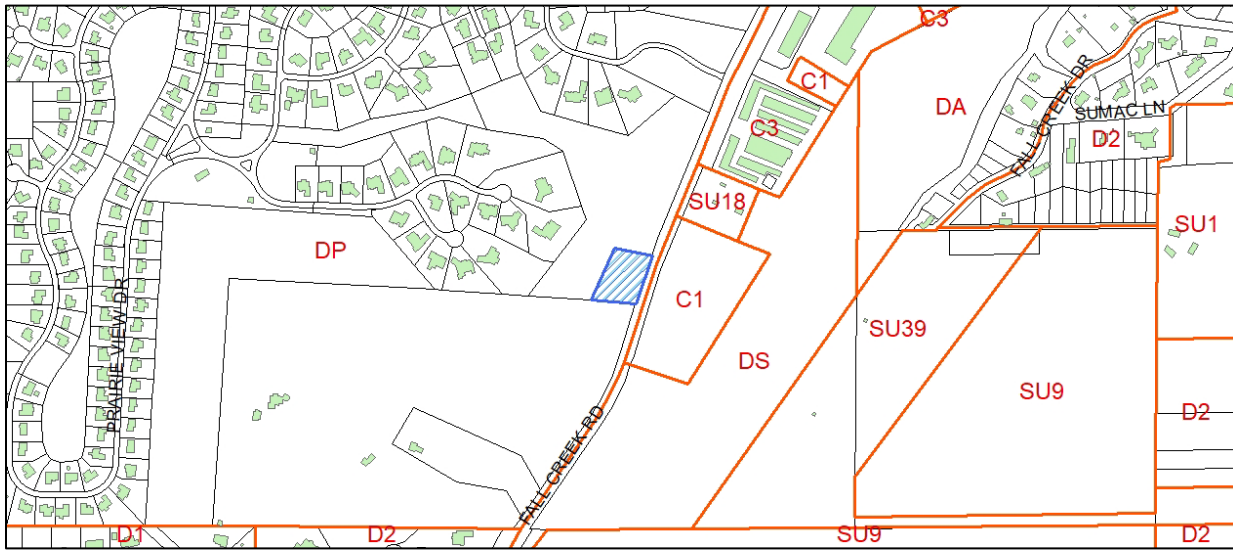 C3
C1
DA
FALL CREEK DR
SUMAC LN
C3
D2
SU18
SU1
DP
C1
PRAIRIE VIEW DR
SU39
DS
SU9
D2
FALL CREEK RD
D1
D2
SU9
D2